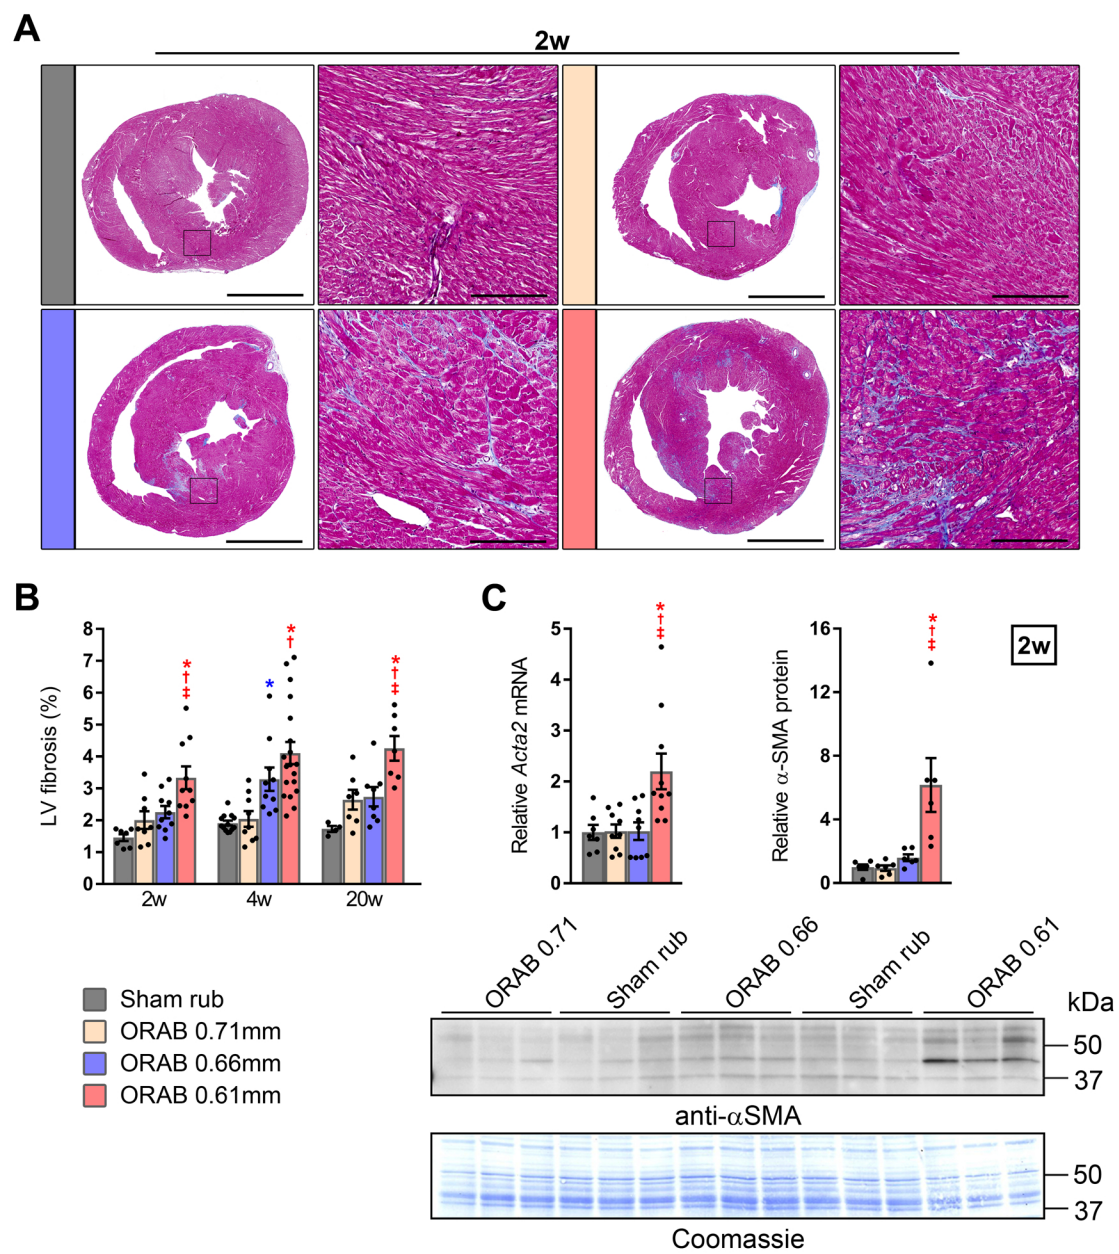 A
2w
B
LV fibrosis (%)
8
7
6
5
4
3
2
1
0
*
†
‡
*
*
†
*
†
‡
2w 4w 20w
C
Relative Acta2 mRNA
5
4
3
2
1
0
*
†
‡
Relative α-SMA protein
16
12
8
4
0
*
†
‡
2w
Sham rub
ORAB 0.71mm
ORAB 0.66mm
ORAB 0.61mm
ORAB 0.71 Sham rub ORAB 0.66 Sham rub ORAB 0.61
kDa
50
37
anti-αSMA
50
37
Coomassie